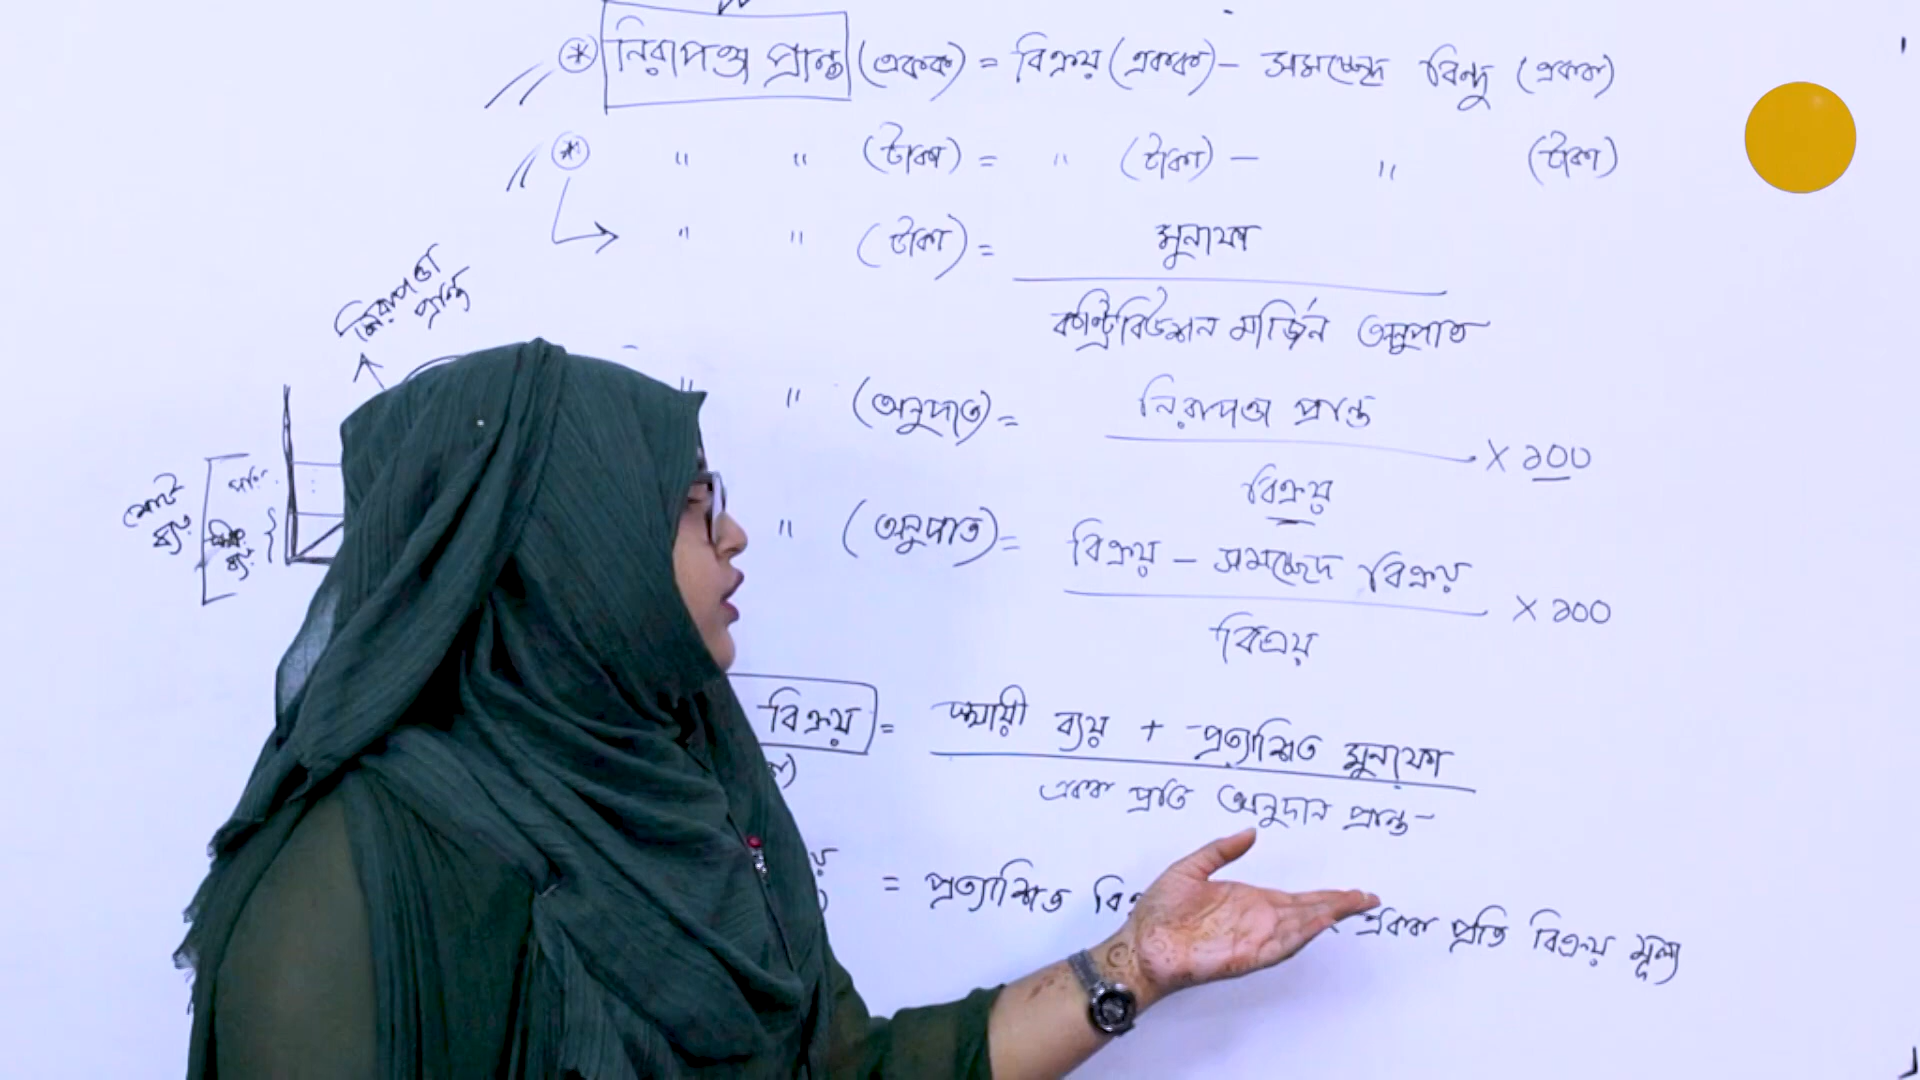 * নিরাপত্তা প্রান্ত (একক) = বিক্রয় (একক) - সমচ্ছেদ বিন্দু (একক)
* " " (টাকা) = " (টাকা) - " (টাকা)
" " (টাকা) = মুনাফা
কন্ট্রিবিউশন মার্জিন অনুপাত
নিরাপত্তা প্রান্ত
" " (অনুপাত) = নিরাপত্তা প্রান্ত × ১০০
বিক্রয়
" (অনুপাত) = বিক্রয় - সমচ্ছেদ বিক্রয় × ১০০
বিক্রয়
মোট ব্যয়
বিক্রয় = স্থায়ী ব্যয় + প্রত্যাশিত মুনাফা
একক প্রতি অনুদান প্রান্ত
= প্রত্যাশিত একক প্রতি বিক্রয় মূল্য